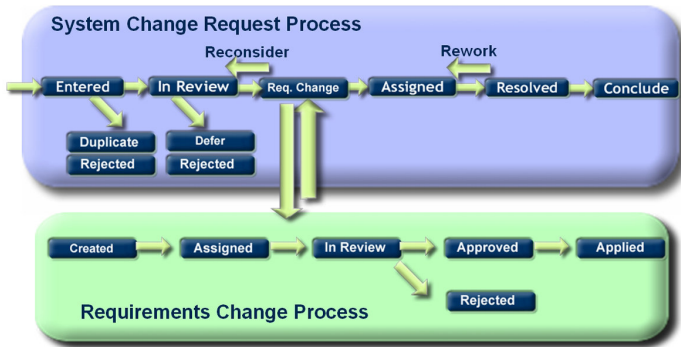 System Change Request Process
Reconsider
Rework
Entered
In Review
Req. Change
Assigned
Resolved
Conclude
Duplicate
Rejected
Defer
Rejected
Created
Assigned
In Review
Approved
Applied
Rejected
Requirements Change Process